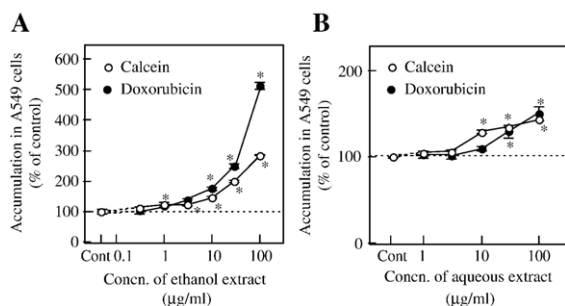 A
Accumulation in A549 cells
(% of control)
600
500
400
300
200
100
Calcein
Doxorubicin
*
*
*
*
*
*
*
*
Cont 0.1 1 10 100
Concn. of ethanol extract
(μg/ml)
B
Accumulation in A549 cells
(% of control)
200
100
0
Calcein
Doxorubicin
*
*
*
*
*
Cont 1 10 100
Concn. of aqueous extract
(μg/ml)